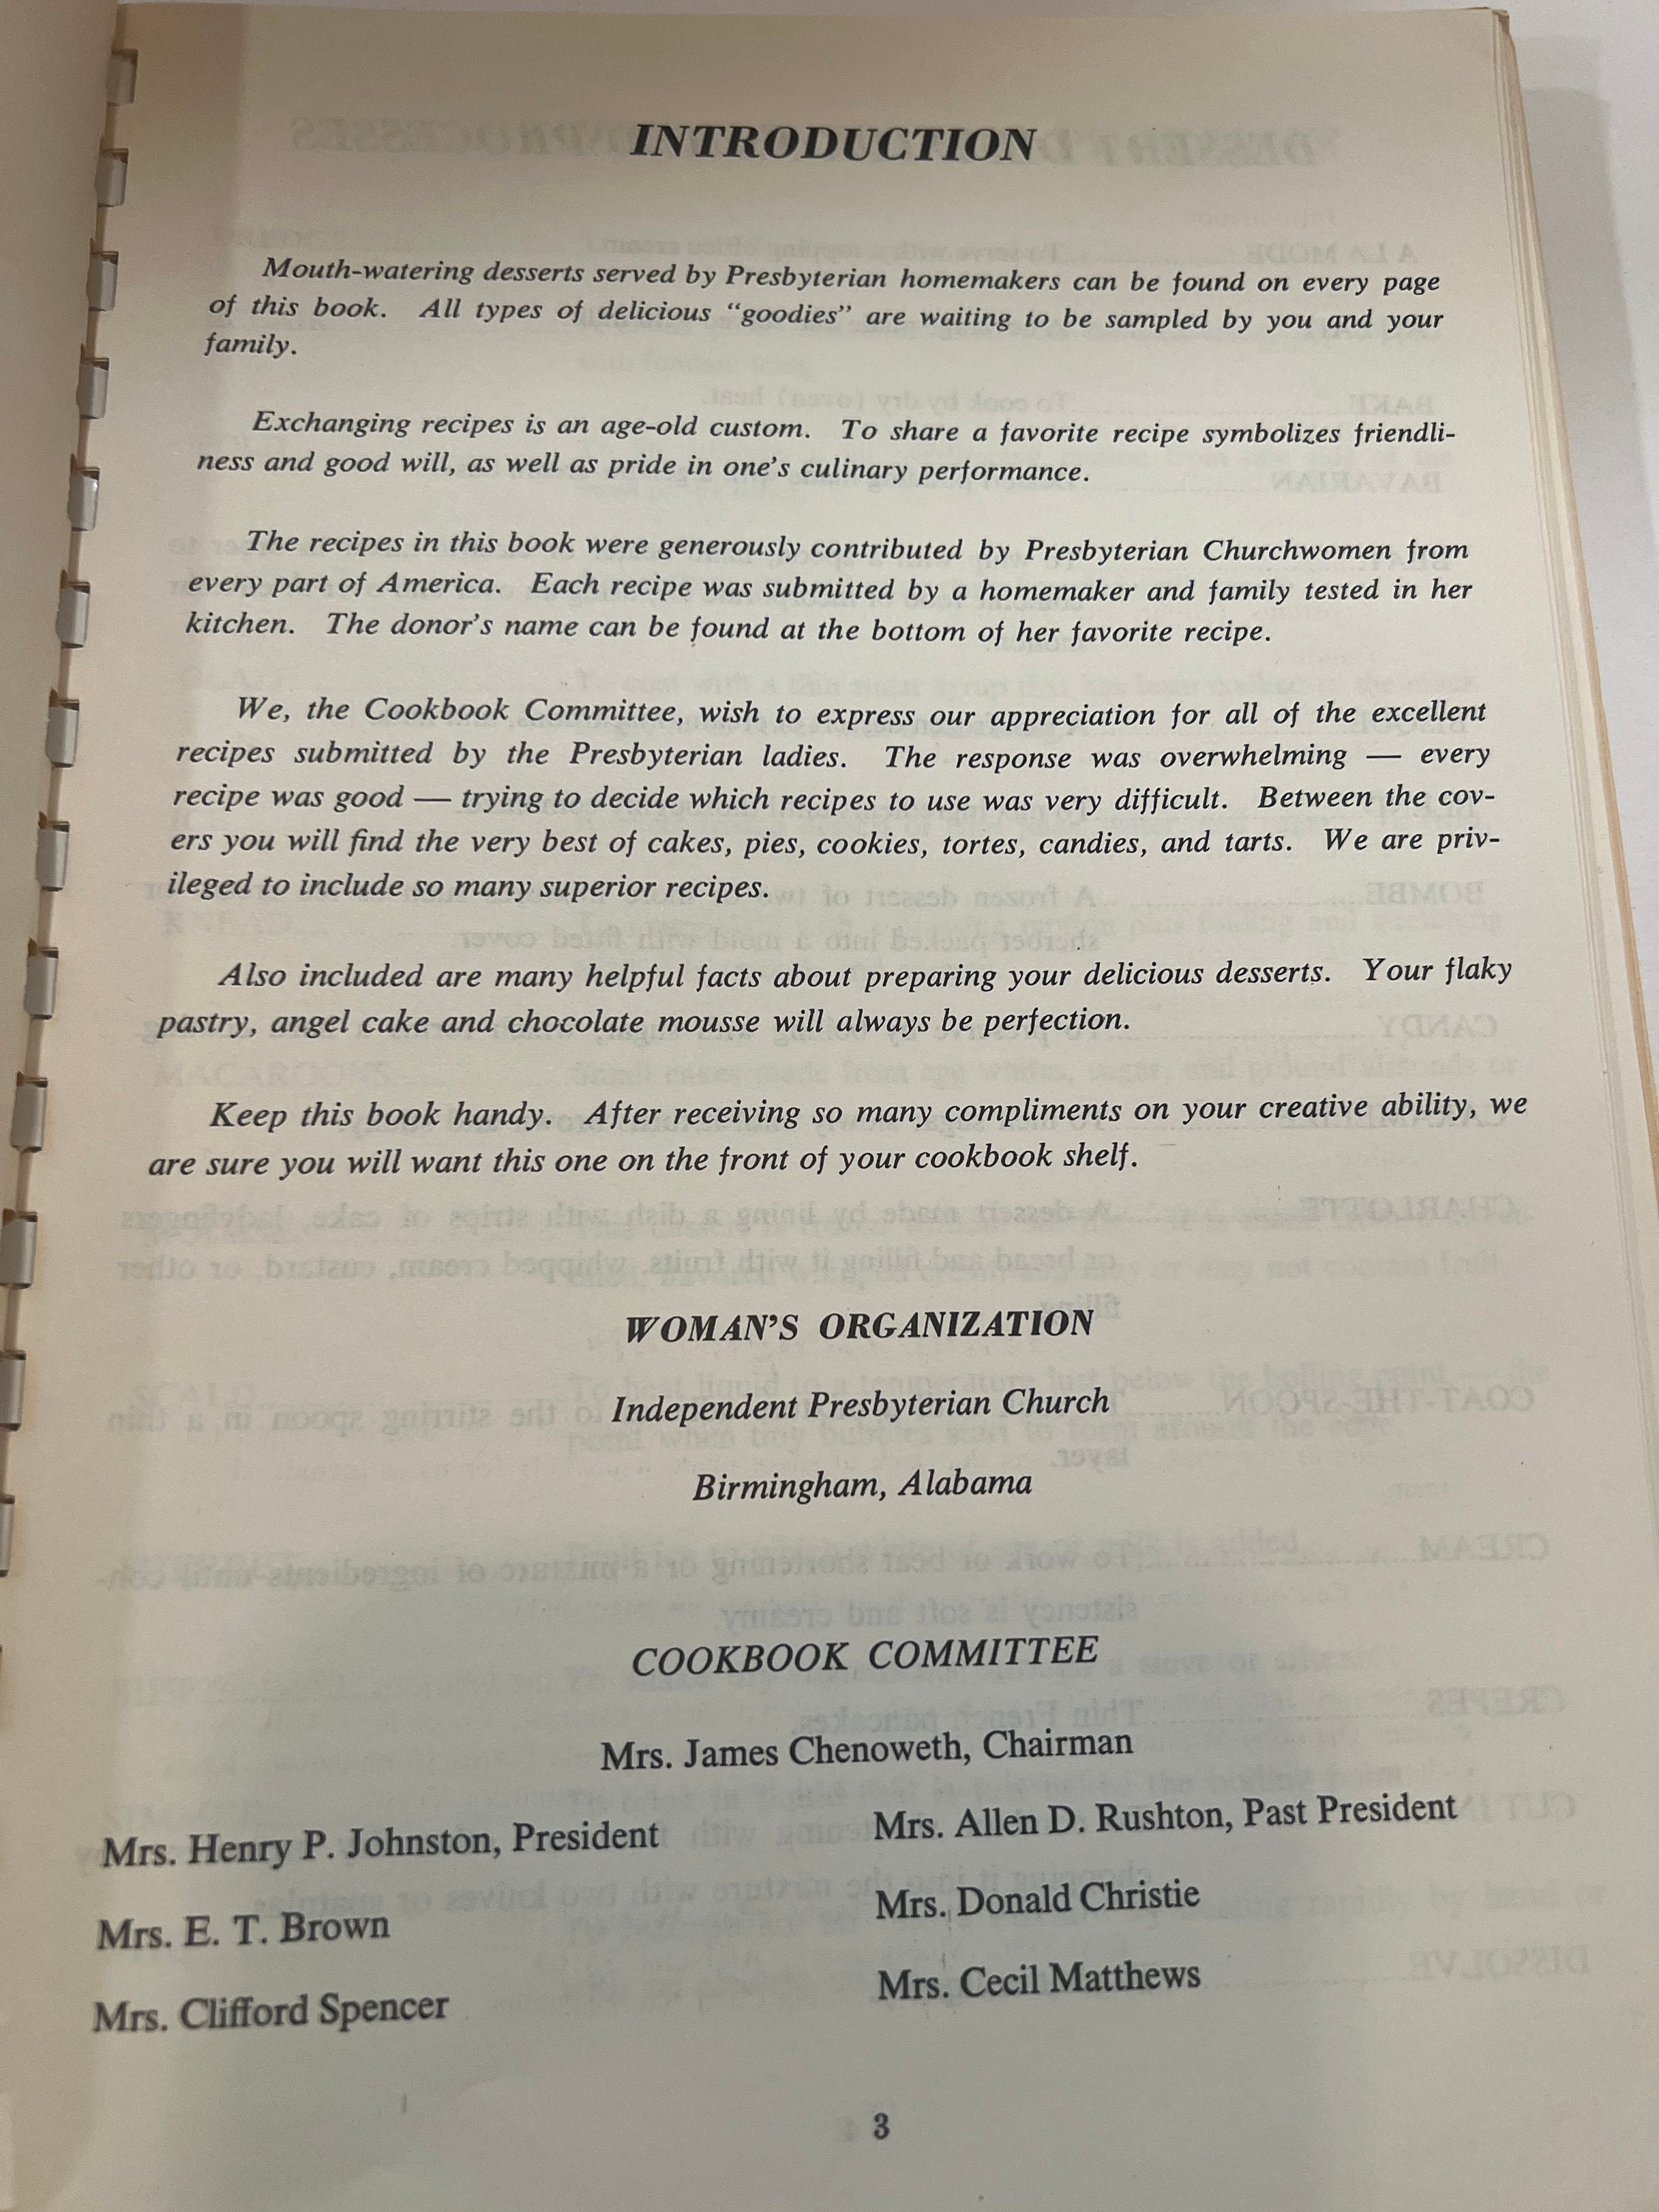 INTRODUCTION
Mouth-watering desserts served by Presbyterian homemakers can be found on every page
of this book. All types of delicious “goodies” are waiting to be sampled by you and your
family.
Exchanging recipes is an age-old custom. To share a favorite recipe symbolizes friendli-
ness and good will, as well as pride in one’s culinary performance.
The recipes in this book were generously contributed by Presbyterian Churchwomen from
every part of America. Each recipe was submitted by a homemaker and family tested in her
kitchen. The donor’s name can be found at the bottom of her favorite recipe.
We, the Cookbook Committee, wish to express our appreciation for all of the excellent
recipes submitted by the Presbyterian ladies. The response was overwhelming — every
recipe was good — trying to decide which recipes to use was very difficult. Between the cov-
ers you will find the very best of cakes, pies, cookies, tortes, candies, and tarts. We are priv-
ileged to include so many superior recipes.
Also included are many helpful facts about preparing your delicious desserts. Your flaky
pastry, angel cake and chocolate mousse will always be perfection.
Keep this book handy. After receiving so many compliments on your creative ability, we
are sure you will want this one on the front of your cookbook shelf.
WOMAN’S ORGANIZATION
Independent Presbyterian Church
Birmingham, Alabama
COOKBOOK COMMITTEE
Mrs. James Chenoweth, Chairman
Mrs. Henry P. Johnston, President
Mrs. Allen D. Rushton, Past President
Mrs. E. T. Brown
Mrs. Donald Christie
Mrs. Clifford Spencer
Mrs. Cecil Matthews
3